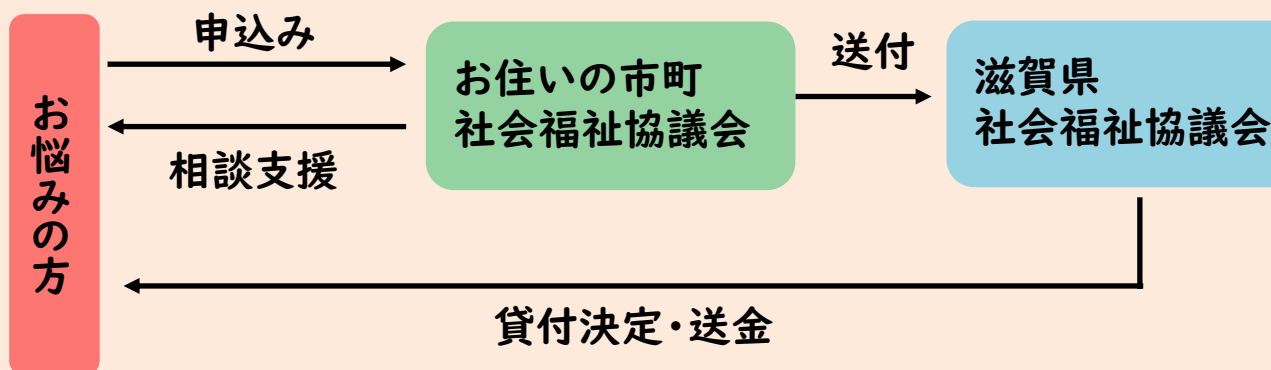 お悩みの方
申込み
相談支援
お住いの市町
社会福祉協議会
送付
滋賀県
社会福祉協議会
貸付決定・送金